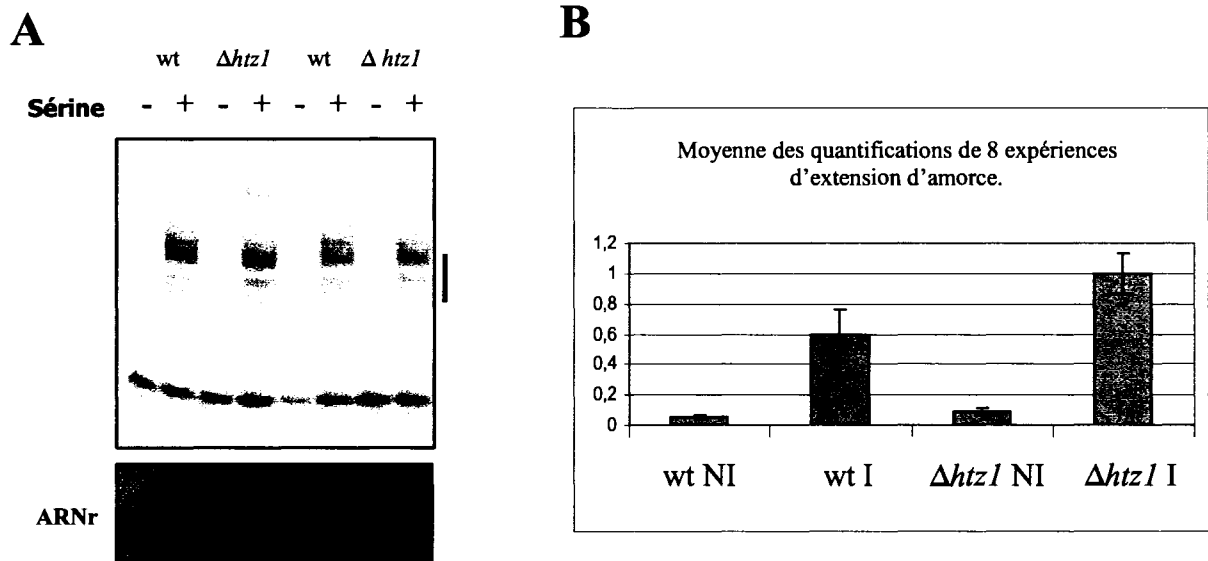 A
wt Δhtz1 wt Δ htz1
Sérine - + - + - + - +
ARNr
B
Moyenne des quantifications de 8 expériences
d'extension d'amorce.
1,2
1
0,8
0,6
0,4
0,2
0
wt NI wt I Δhtz1 NI Δhtz1 I